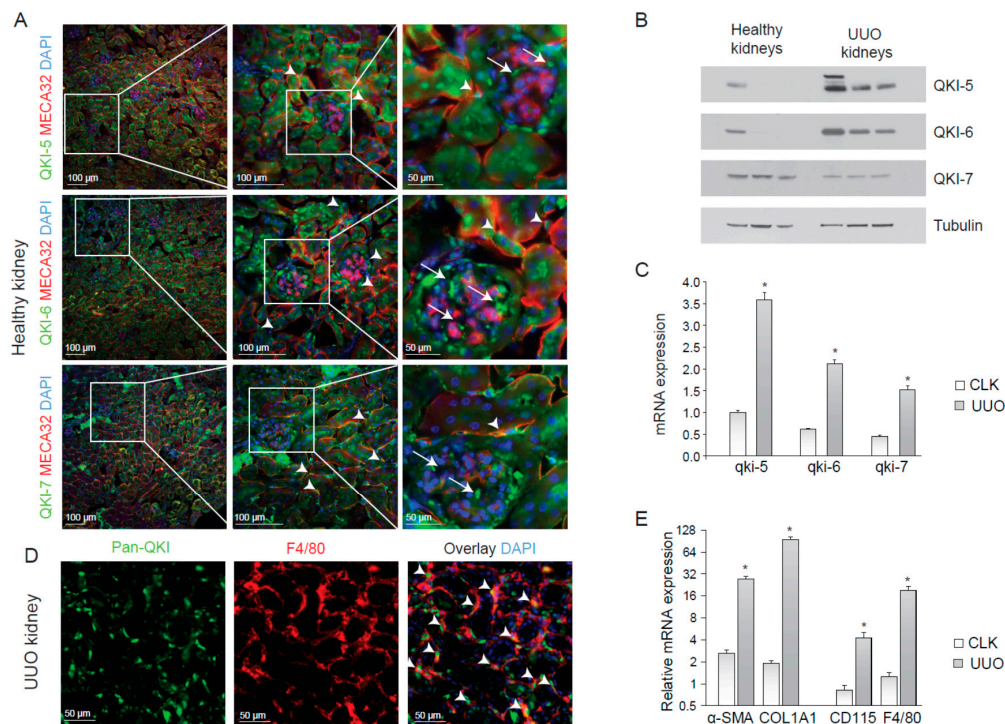 A
QKI-5 MECA32 DAPI
100 µm
100 µm
50 µm
Healthy kidney
QKI-6 MECA32 DAPI
100 µm
100 µm
50 µm
QKI-7 MECA32 DAPI
100 µm
100 µm
50 µm
B
Healthy kidneys
UUO kidneys
QKI-5
QKI-6
QKI-7
Tubulin
C
mRNA expression
4.0
3.5
3.0
2.5
2.0
1.5
1.0
0.5
0.0
*
*
*
qki-5 qki-6 qki-7
CLK
UUO
D
Pan-QKI F4/80 Overlay DAPI
UUO kidney
50 µm
50 µm
50 µm
E
Relative mRNA expression
128
64
32
16
8
4
2
1
0.5
*
*
*
*
α-SMA COL1A1 CD115 F4/80
CLK
UUO